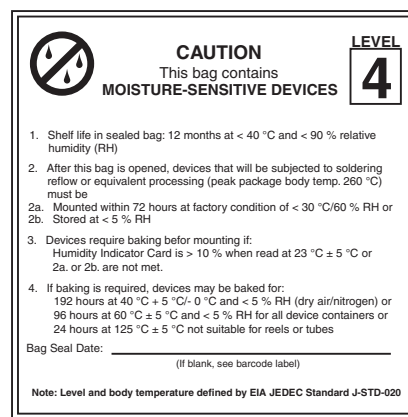 LEVEL
4
CAUTION
This bag contains
MOISTURE-SENSITIVE DEVICES
1. Shelf life in sealed bag: 12 months at < 40 °C and < 90 % relative
humidity (RH)
2. After this bag is opened, devices that will be subjected to soldering
reflow or equivalent processing (peak package body temp. 260 °C)
must be
2a. Mounted within 72 hours at factory condition of < 30 °C/60 % RH or
2b. Stored at < 5 % RH
3. Devices require baking befor mounting if:
Humidity Indicator Card is > 10 % when read at 23 °C ± 5 °C or
2a. or 2b. are not met.
4. If baking is required, devices may be baked for:
192 hours at 40 °C + 5 °C/- 0 °C and < 5 % RH (dry air/nitrogen) or
96 hours at 60 °C ± 5 °C and < 5 % RH for all device containers or
24 hours at 125 °C ± 5 °C not suitable for reels or tubes
Bag Seal Date:
(If blank, see barcode label)
Note: Level and body temperature defined by EIA JEDEC Standard J-STD-020